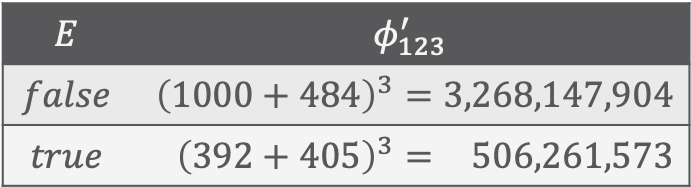 E ϕ′₁₂₃
false (1000 + 484)³ = 3,268,147,904
true (392 + 405)³ = 506,261,573